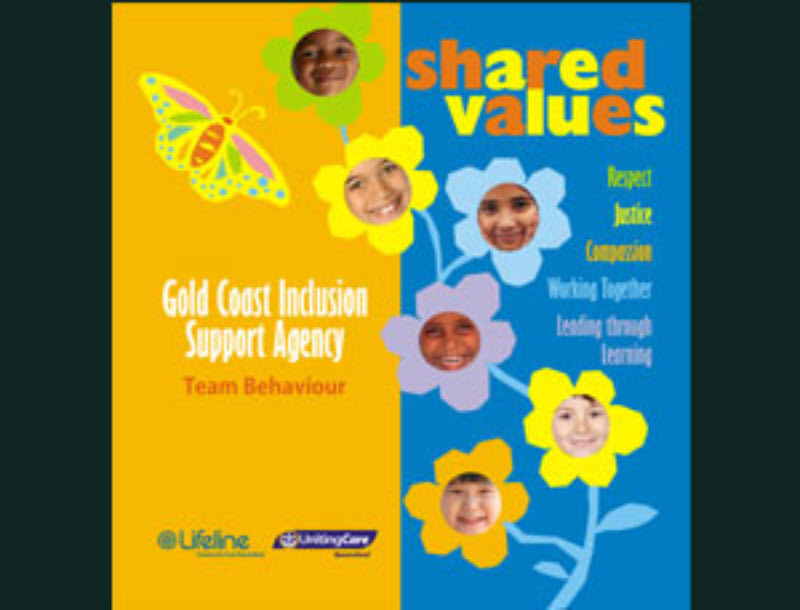 shared
values
Respect
Justice
Compassion
Working Together
Leading through
Learning
Gold Coast Inclusion
Support Agency
Team Behaviour
Lifeline
UnitingCare
Queensland